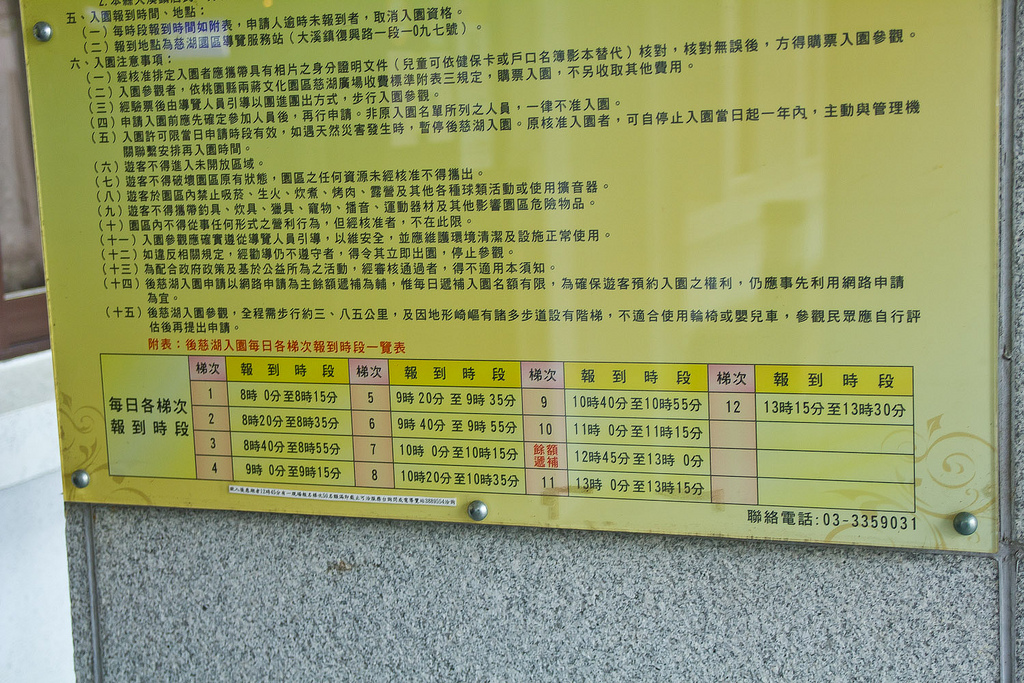 五、入園報到時間、地點：
（一）每時段報到時間如附表，申請人逾時未報到者，取消入園資格。
（二）報到地點為慈湖園區導覽服務站（大溪鎮復興路一段一0九七號）。
六、入園注意事項：
（一）經核准排定入園者應攜帶具有相片之身分證明文件（兒童可依健保卡或戶口名簿影本替代）核對，核對無誤後，方得購票入園參觀。
（二）入園參觀者，依桃園縣兩蔣文化園區慈湖廣場收費標準附表三規定，購票入園，不另收取其他費用。
（三）經驗票後由導覽人員引導以團進團出方式，步行入園參觀。
（四）申請入園前應先確定參加人員後，再行申請。非原入園名單所列之人員，一律不准入園。
（五）入園許可限當日申請時段有效，如遇天然災害發生時，暫停後慈湖入園。原核准入園者，可自停止入園當日起一年內，主動與管理機
關聯繫安排再入園時間。
（六）遊客不得進入未開放區域。
（七）遊客不得破壞園區原有狀態，園區之任何資源未經核准不得攜出。
（八）遊客於園區內禁止吸菸、生火、炊煮、烤肉、露營及其他各種球類活動或使用擴音器。
（九）遊客不得攜帶釣具、炊具、獵具、寵物、播音、運動器材及其他影響園區危險物品。
（十）園區內不得從事任何形式之營利行為，但經核准者，不在此限。
（十一）入園參觀應確實遵從導覽人員引導，以維安全，並應維護環境清潔及設施正常使用。
（十二）如違反相關規定，經勸導仍不遵守者，得令其立即出園，停止參觀。
（十三）為配合政府政策及基於公益所為之活動，經審核通過者，得不適用本須知。
（十四）後慈湖入園申請以網路申請為主餘額遞補為輔，惟每日遞補入園名額有限，為確保遊客預約入園之權利，仍應事先利用網路申請
為宜。
（十五）後慈湖入園參觀，全程需步行約三、八五公里，及因地形崎嶇有諸多步道設有階梯，不適合使用輪椅或嬰兒車，參觀民眾應自行評
估後再提出申請。
附表：後慈湖入園每日各梯次報到時段一覽表
每日各梯次
報到時段
梯次 報到時段 梯次 報到時段 梯次 報到時段 梯次 報到時段
1 8時 0分至8時15分 5 9時20分至9時35分 9 10時40分至10時55分 12 13時15分至13時30分
2 8時20分至8時35分 6 9時40分至9時55分 10 11時 0分至11時15分
3 8時40分至8時55分 7 10時 0分至10時15分 餘額遞補 12時45分至13時 0分
4 9時 0分至9時15分 8 10時20分至10時35分 11 13時 0分至13時15分
聯絡電話:03-3359031